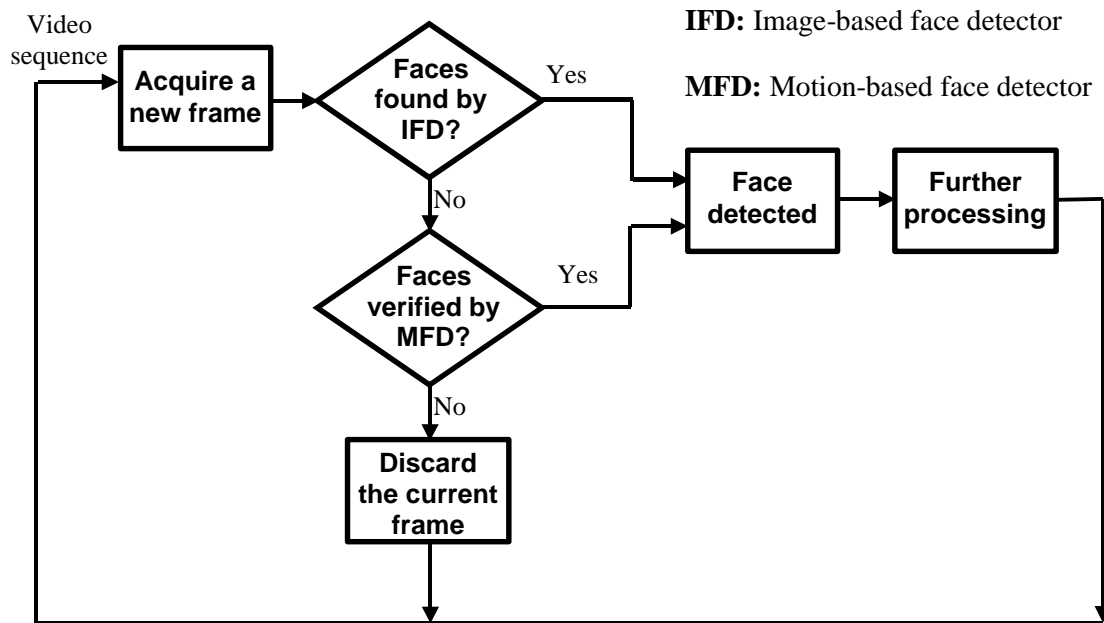 Video
sequence
Acquire a
new frame
Faces
found by
IFD?
Yes
No
IFD: Image-based face detector
MFD: Motion-based face detector
Face
detected
Further
processing
Faces
verified by
MFD?
Yes
No
Discard
the current
frame